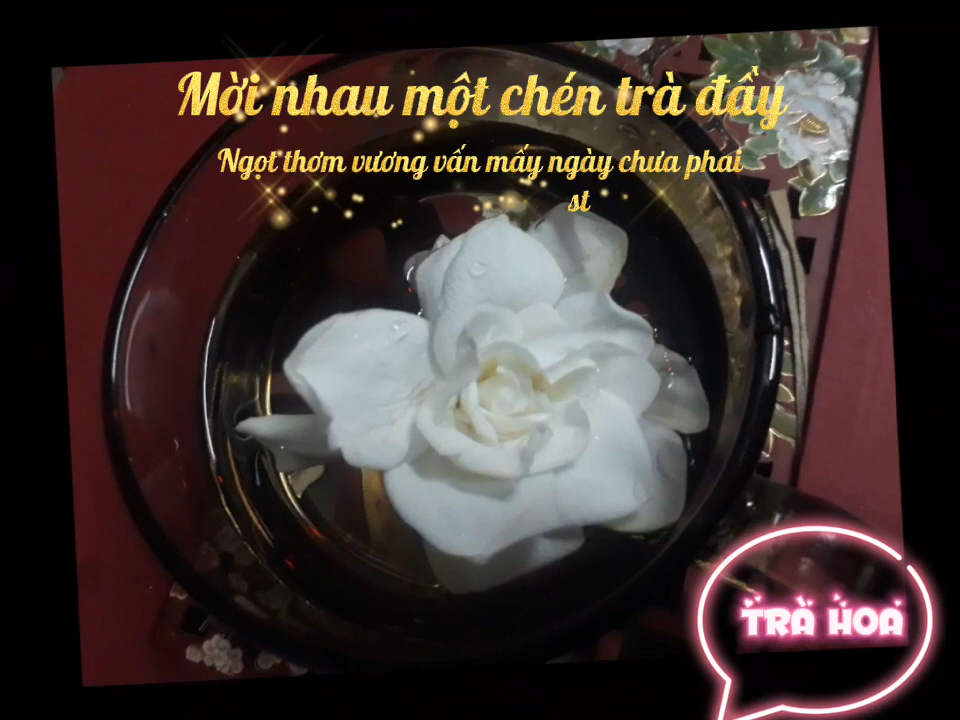 Mời nhau một chén trà đầy
Ngọt thơm vương vấn mấy ngày chưa phai
st
TRÀ HOA